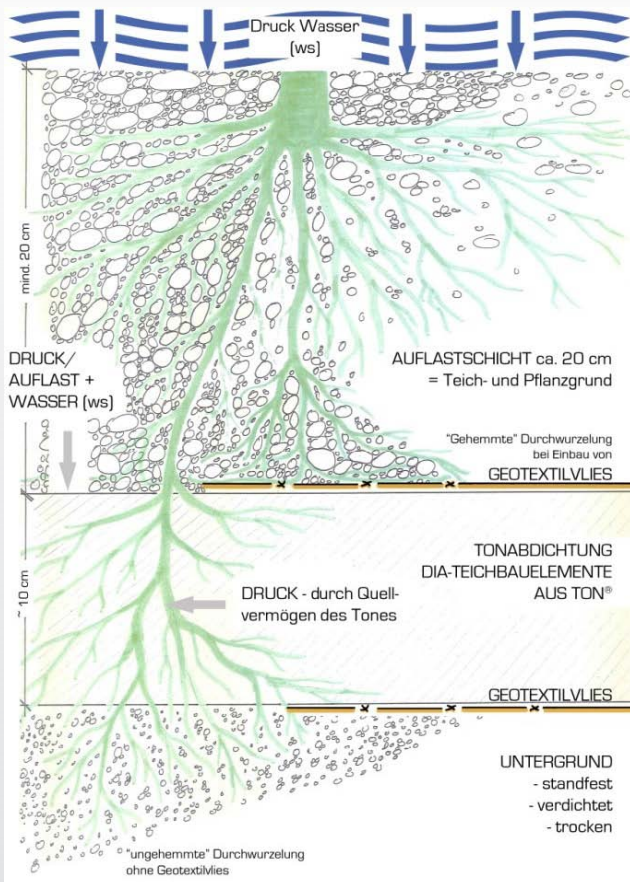 Druck Wasser
(ws)
mind. 20 cm
DRUCK/
AUFLAST +
WASSER (ws)
AUFLASTSCHICHT ca. 20 cm
= Teich- und Pflanzgrund
"Gehemmte" Durchwurzelung
bei Einbau von
GEOTEXTILVLIES
~ 10 cm
TONABDICHTUNG
DIA-TEICHBAUELEMENTE
AUS TON®
DRUCK - durch Quell-
vermögen des Tones
GEOTEXTILVLIES
UNTERGRUND
- standfest
- verdichtet
- trocken
"ungehemmte" Durchwurzelung
ohne Geotextilvlies